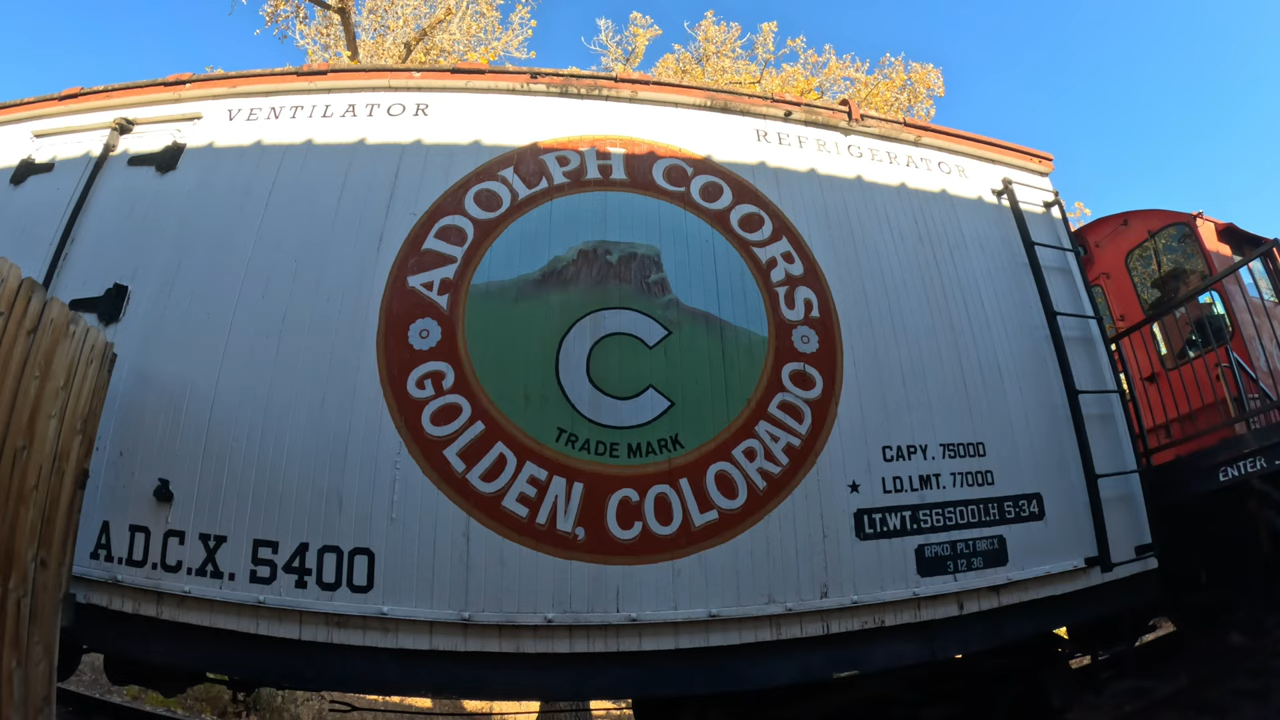 VENTILATOR
REFRIGERATOR
ADOLPH COORS
C
TRADE MARK
GOLDEN, COLORADO
CAPY. 75000
LD.LMT. 77000
LT.WT. 56500 I.H 5-34
RPKD. PLT BRCX
3 12 36
A.D.C.X. 5400
ENTER